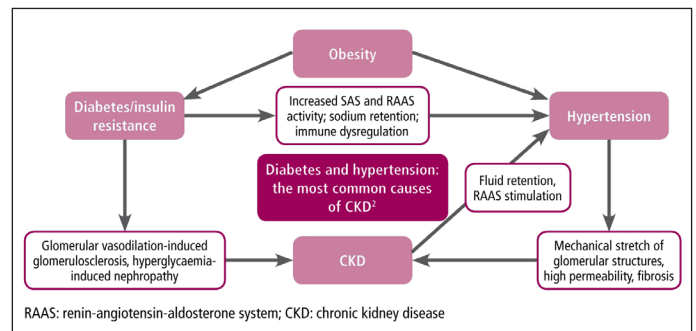 Obesity
Diabetes/insulin
resistance
Increased SAS and RAAS
activity; sodium retention;
immune dysregulation
Hypertension
Diabetes and hypertension:
the most common causes
of CKD²
Fluid retention,
RAAS stimulation
Glomerular vasodilation-induced
glomerulosclerosis, hyperglycaemia-
induced nephropathy
CKD
Mechanical stretch of
glomerular structures,
high permeability, fibrosis
RAAS: renin-angiotensin-aldosterone system; CKD: chronic kidney disease